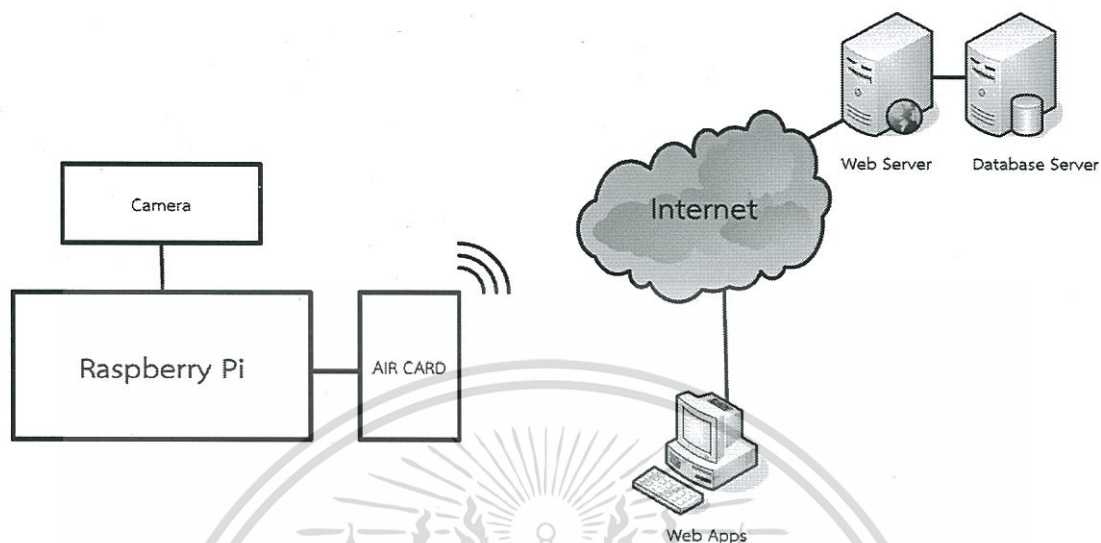 Web Server
Database Server
Internet
Camera
Raspberry Pi
AIR CARD
Web Apps